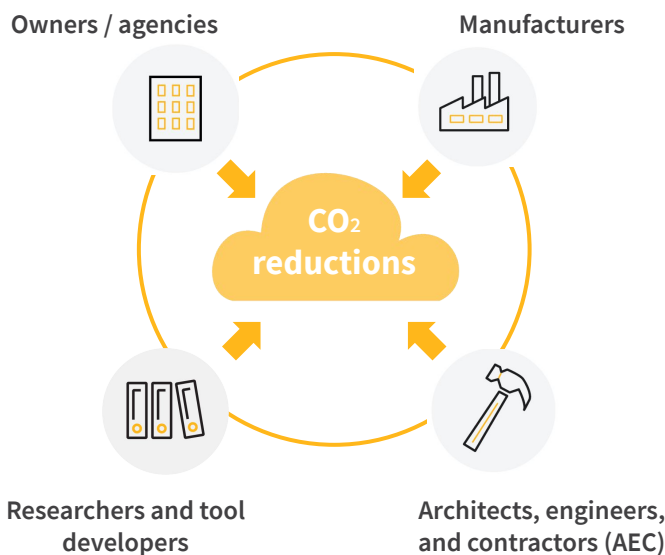 Owners / agencies
Manufacturers
CO₂
reductions
Researchers and tool
developers
Architects, engineers,
and contractors (AEC)